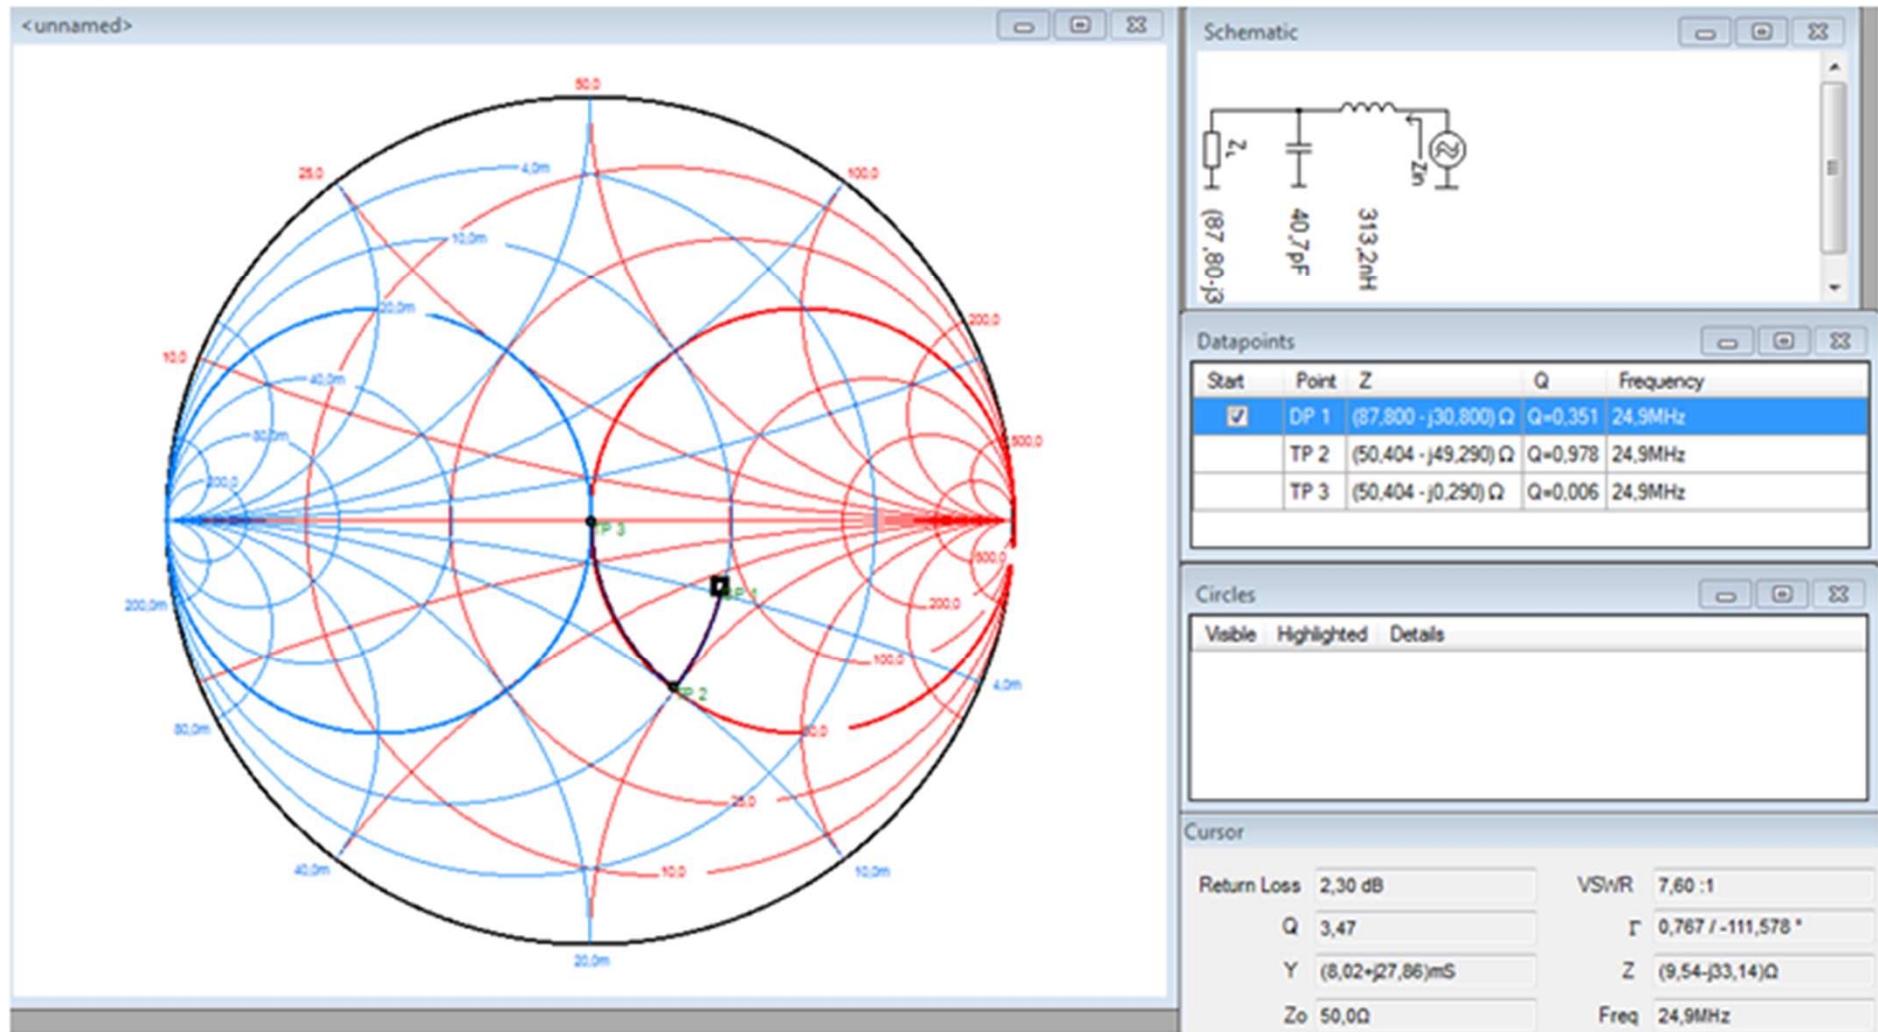 <unnamed>
50,0
25,0
100,0
4,0m
10,0m
200,0
20,0m
10,0
40,0m
500,0
200,0
TP 3
500,0
200,0m
200,0
100,0
4,0m
TP 2
50,0
25,0
10,0
40,0m
10,0m
20,0m
Schematic
ZL
Zin
(87,80-j3
40,7pF
313,2nH
Datapoints
Start Point Z Q Frequency
DP 1 (87,800 - j30,800) Ω Q=0,351 24,9MHz
TP 2 (50,404 - j49,290) Ω Q=0,978 24,9MHz
TP 3 (50,404 - j0,290) Ω Q=0,006 24,9MHz
Circles
Visible Highlighted Details
Cursor
Return Loss 2,30 dB VSWR 7,60 :1
Q 3,47 Γ 0,767 / -111,578 °
Y (8,02+j27,86)mS Z (9,54-j33,14)Ω
Zo 50,0Ω Freq 24,9MHz